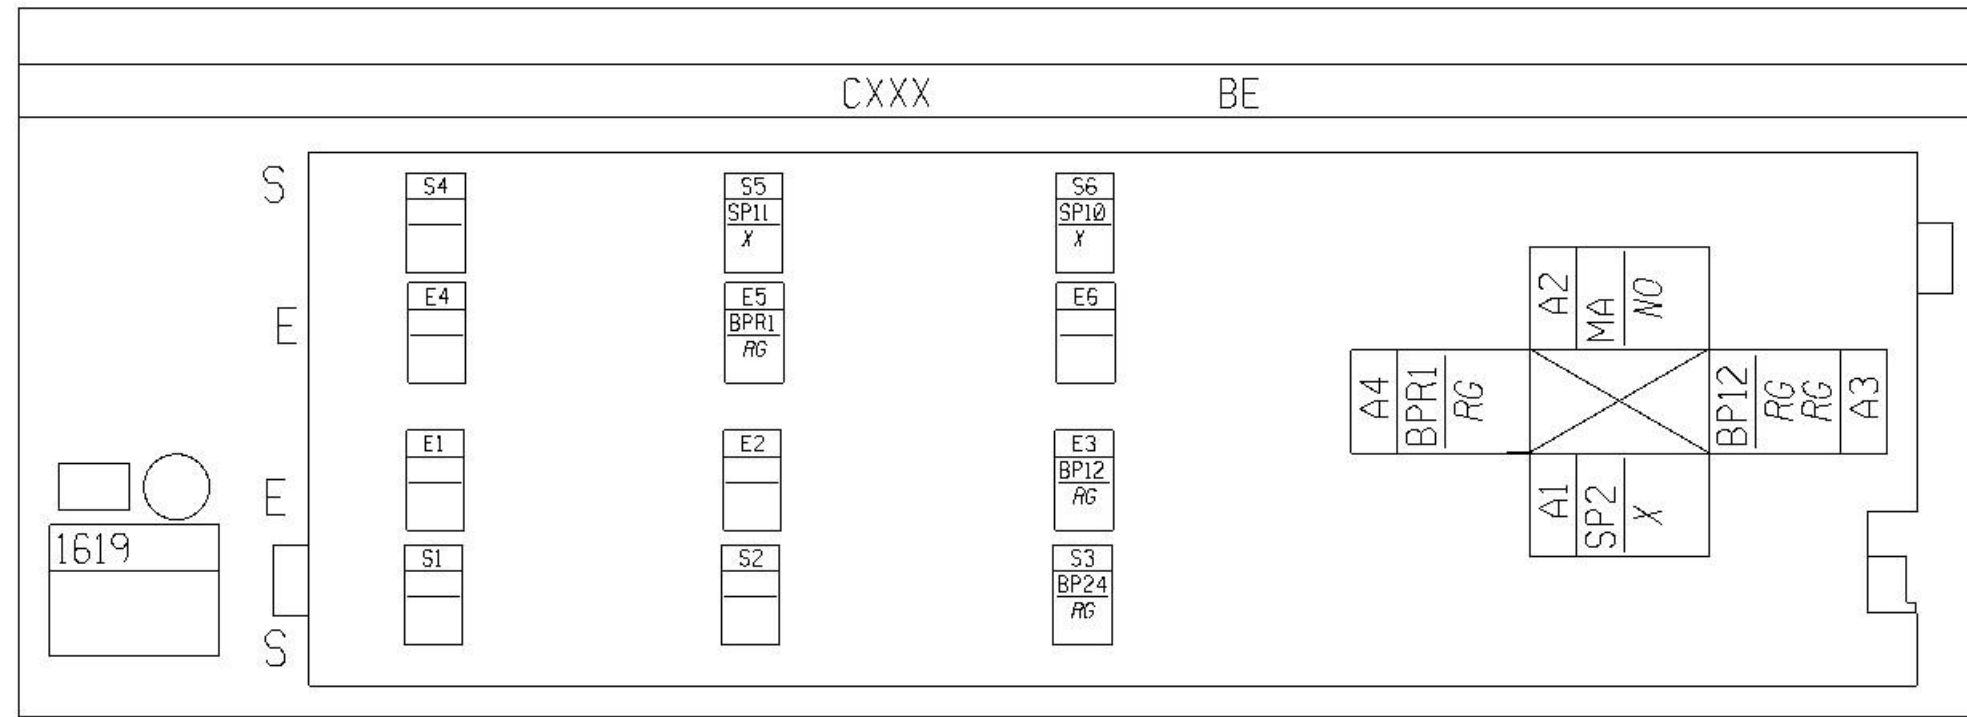 CXXX BE
S
S4 S5 S6
SP11 SP10
X X
E
E4 E5 E6
BPR1
RG
E
E1 E2 E3
BP12
RG
1619
S1 S2 S3
BP24
RG
S
A2
MA
NO
A4
BPR1
RG
BP12
RG
RG
A3
A1
SP2
X